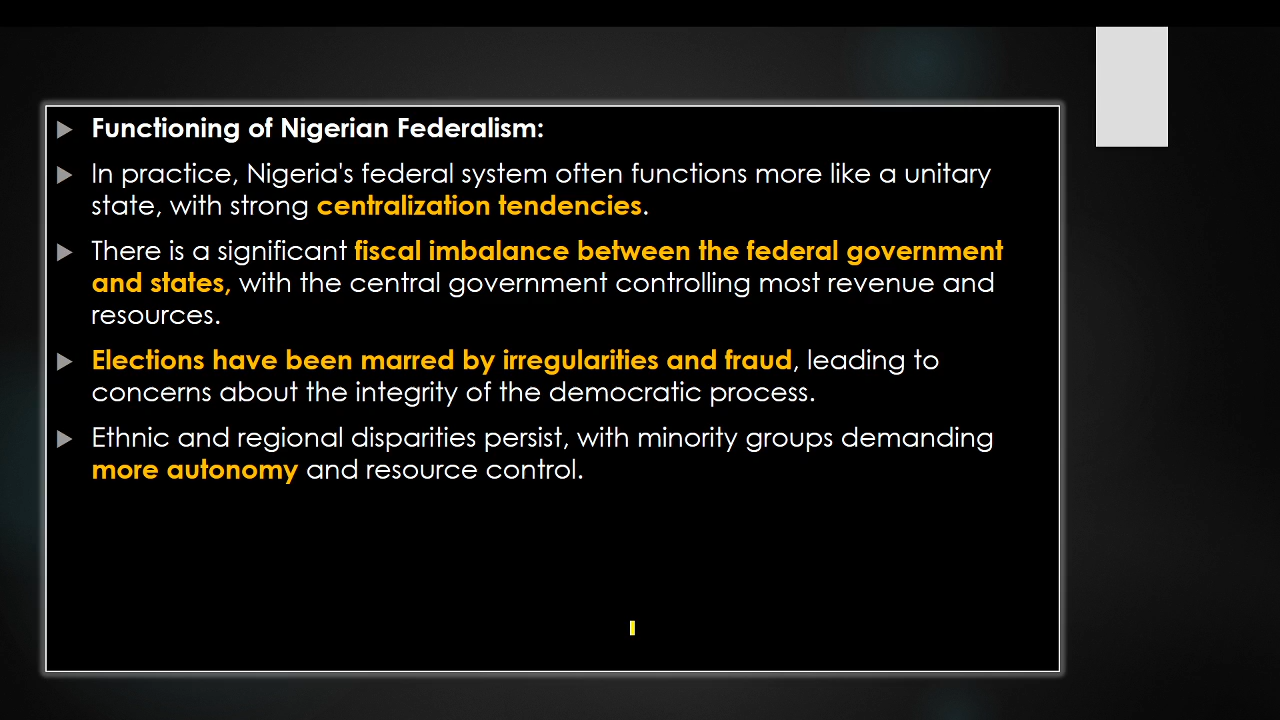 Functioning of Nigerian Federalism:
In practice, Nigeria's federal system often functions more like a unitary
state, with strong centralization tendencies.
There is a significant fiscal imbalance between the federal government
and states, with the central government controlling most revenue and
resources.
Elections have been marred by irregularities and fraud, leading to
concerns about the integrity of the democratic process.
Ethnic and regional disparities persist, with minority groups demanding
more autonomy and resource control.